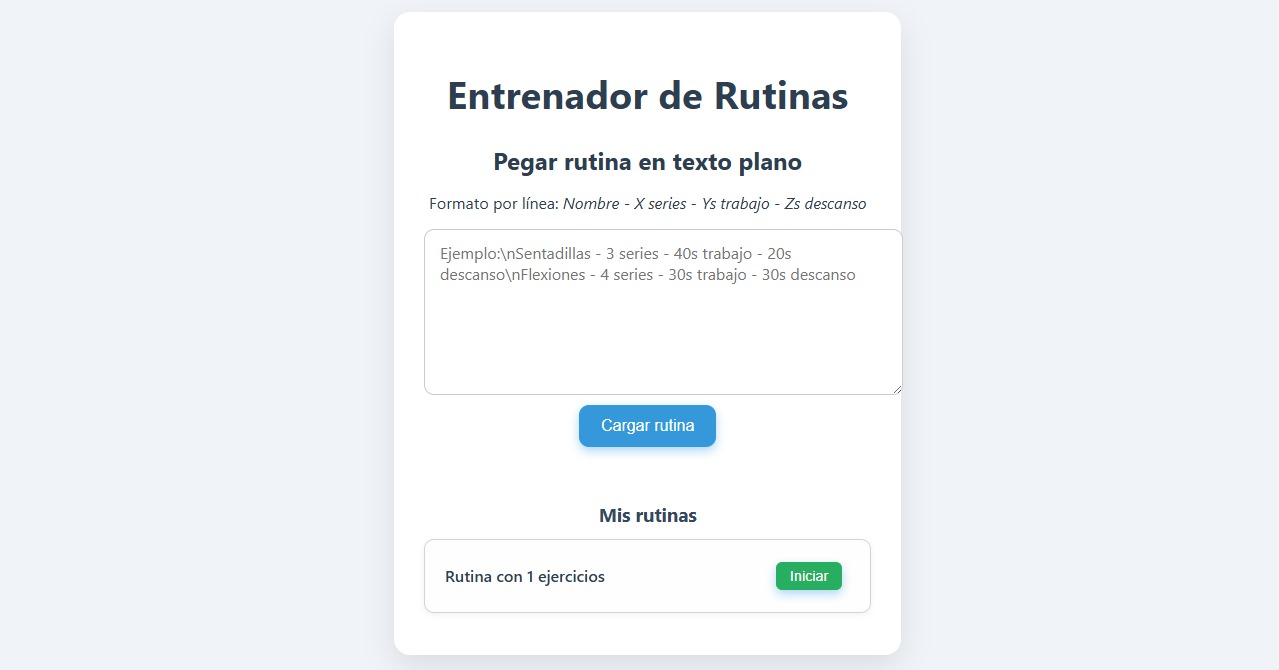 Entrenador de Rutinas
Pegar rutina en texto plano
Formato por línea: Nombre - X series - Ys trabajo - Zs descanso
Ejemplo:\nSentadillas - 3 series - 40s trabajo - 20s
descanso\nFlexiones - 4 series - 30s trabajo - 30s descanso
Cargar rutina
Mis rutinas
Rutina con 1 ejercicios
Iniciar